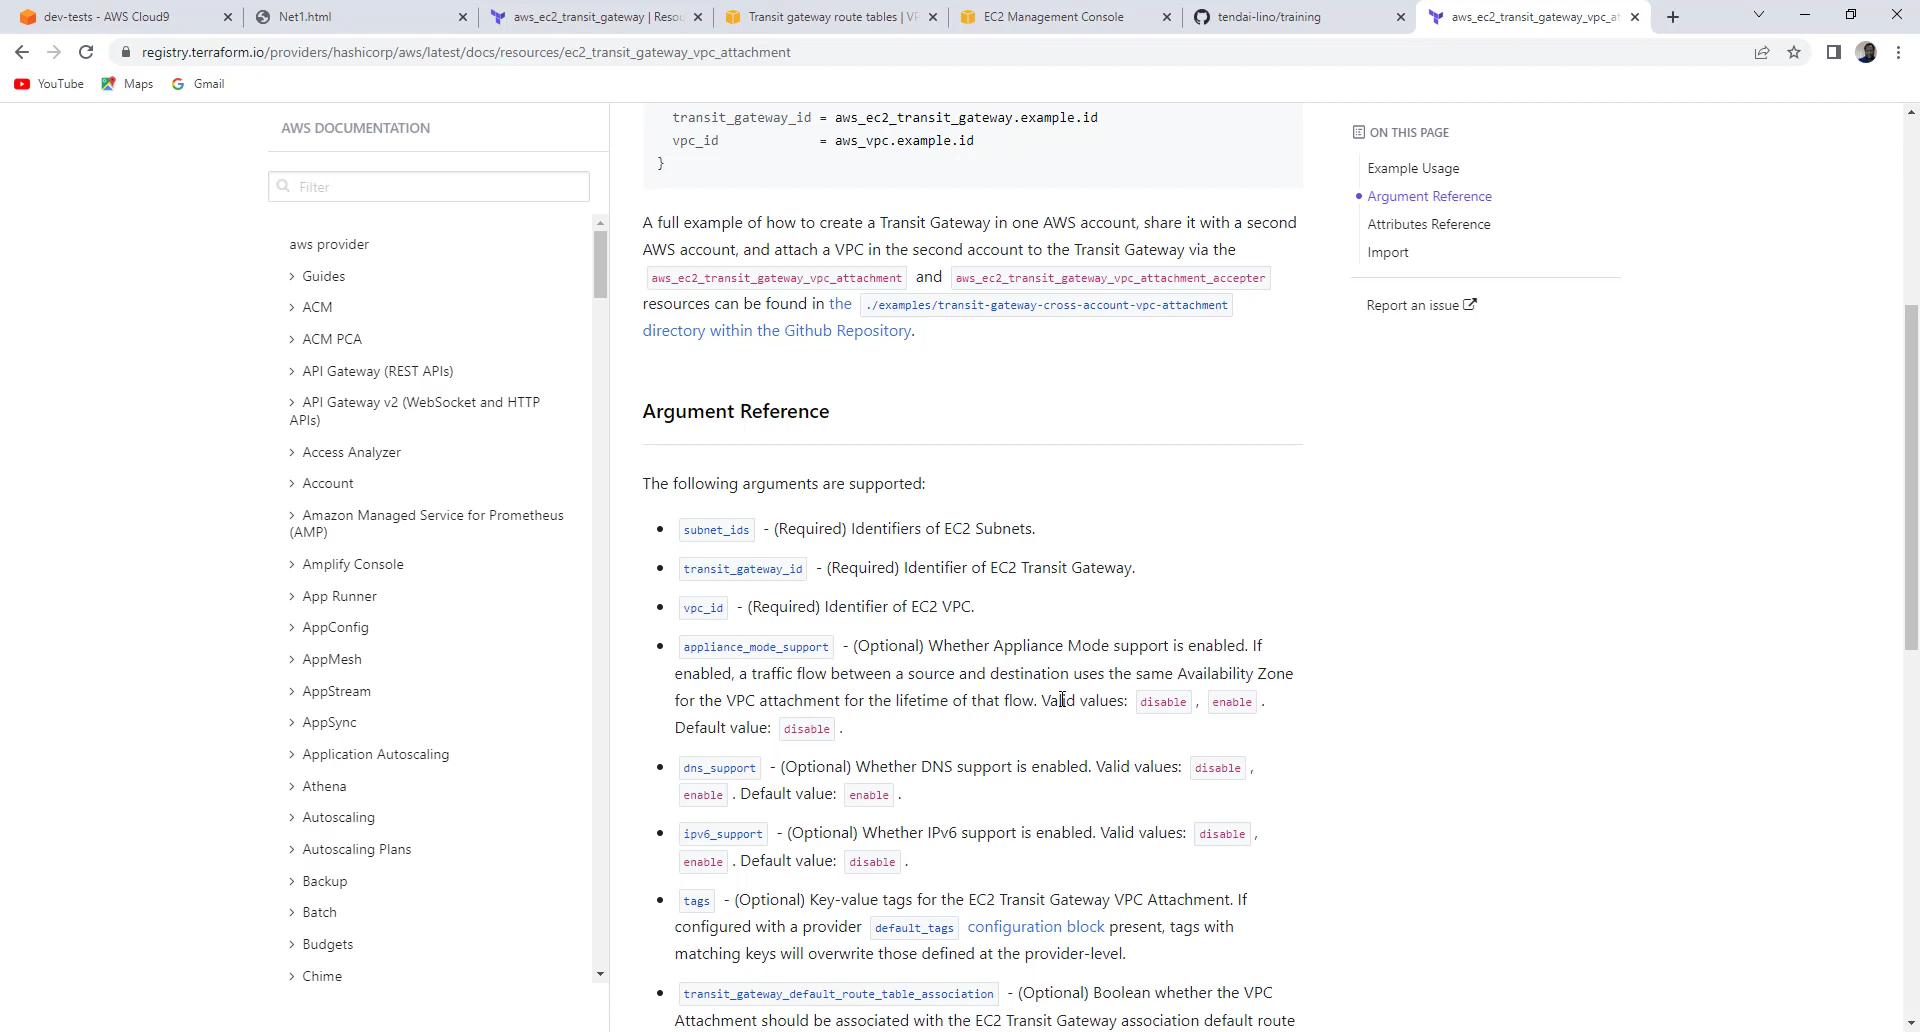 dev-tests - AWS Cloud9
Net1.html
aws_ec2_transit_gateway | Resou
Transit gateway route tables | VP
EC2 Management Console
tendai-lino/training
aws_ec2_transit_gateway_vpc_at
registry.terraform.io/providers/hashicorp/aws/latest/docs/resources/ec2_transit_gateway_vpc_attachment
YouTube
Maps
Gmail
AWS DOCUMENTATION
Filter
aws provider
Guides
ACM
ACM PCA
API Gateway (REST APIs)
API Gateway v2 (WebSocket and HTTP
APIs)
Access Analyzer
Account
Amazon Managed Service for Prometheus
(AMP)
Amplify Console
App Runner
AppConfig
AppMesh
AppStream
AppSync
Application Autoscaling
Athena
Autoscaling
Autoscaling Plans
Backup
Batch
Budgets
Chime
transit_gateway_id = aws_ec2_transit_gateway.example.id
vpc_id = aws_vpc.example.id
}
A full example of how to create a Transit Gateway in one AWS account, share it with a second
AWS account, and attach a VPC in the second account to the Transit Gateway via the
aws_ec2_transit_gateway_vpc_attachment and aws_ec2_transit_gateway_vpc_attachment_accepter
resources can be found in the ./examples/transit-gateway-cross-account-vpc-attachment
directory within the Github Repository.
Argument Reference
The following arguments are supported:
• subnet_ids - (Required) Identifiers of EC2 Subnets.
• transit_gateway_id - (Required) Identifier of EC2 Transit Gateway.
• vpc_id - (Required) Identifier of EC2 VPC.
• appliance_mode_support - (Optional) Whether Appliance Mode support is enabled. If
enabled, a traffic flow between a source and destination uses the same Availability Zone
for the VPC attachment for the lifetime of that flow. Valid values: disable , enable .
Default value: disable .
• dns_support - (Optional) Whether DNS support is enabled. Valid values: disable ,
enable . Default value: enable .
• ipv6_support - (Optional) Whether IPv6 support is enabled. Valid values: disable ,
enable . Default value: disable .
• tags - (Optional) Key-value tags for the EC2 Transit Gateway VPC Attachment. If
configured with a provider default_tags configuration block present, tags with
matching keys will overwrite those defined at the provider-level.
• transit_gateway_default_route_table_association - (Optional) Boolean whether the VPC
Attachment should be associated with the EC2 Transit Gateway association default route
ON THIS PAGE
Example Usage
• Argument Reference
Attributes Reference
Import
Report an issue